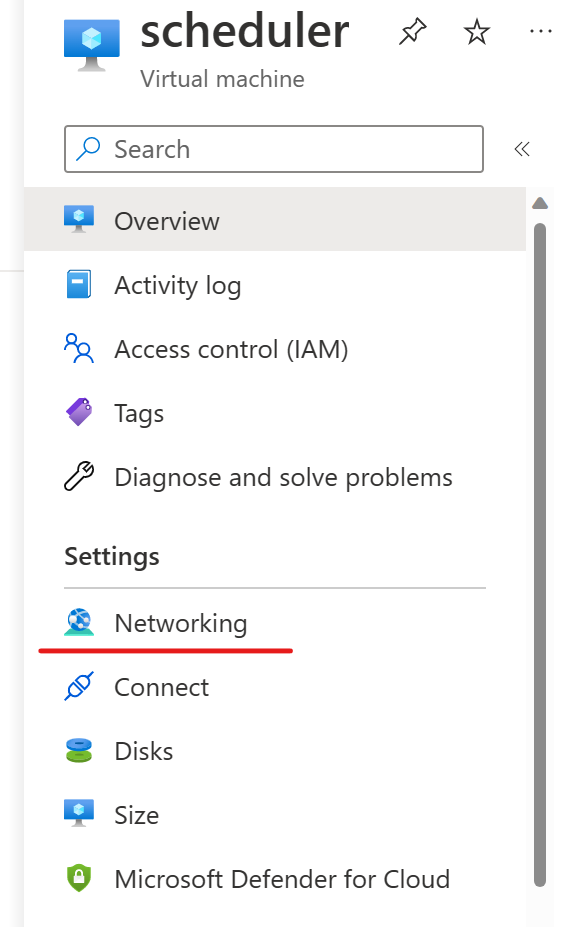 scheduler
Virtual machine
Search
Overview
Activity log
Access control (IAM)
Tags
Diagnose and solve problems
Settings
Networking
Connect
Disks
Size
Microsoft Defender for Cloud